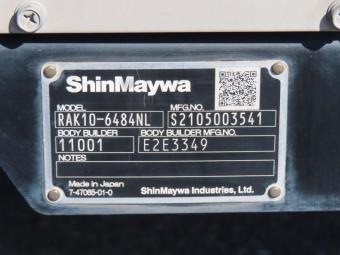 ShinMaywa
MODEL MFG.NO.
RAK10-6484NL S2105003541
BODY BUILDER BODY BUILDER MFG.NO.
11001 E2E3349
NOTES
Made in Japan
7-47065-01-0 ShinMaywa Industries, Ltd.